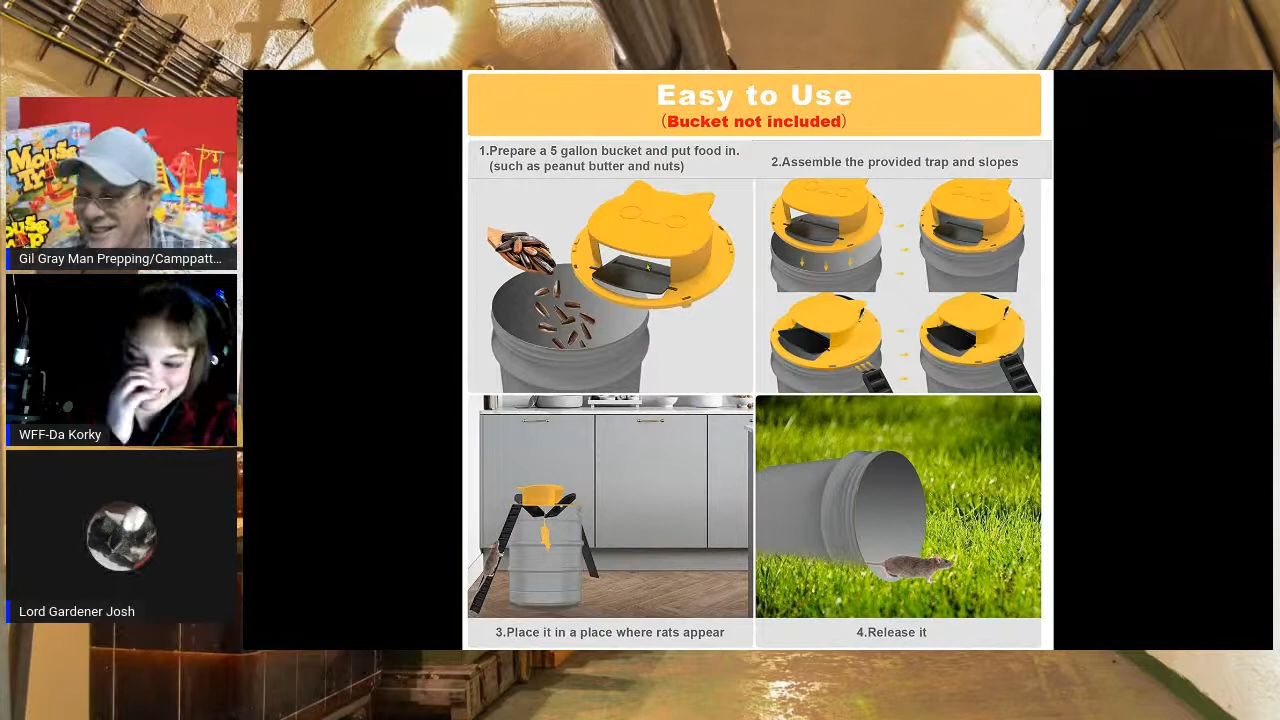 Easy to Use
(Bucket not included)
1.Prepare a 5 gallon bucket and put food in.
(such as peanut butter and nuts)
2.Assemble the provided trap and slopes
Mouse
Gil Gray Man Prepping/Camppatt...
WFF-Da Korky
Lord Gardener Josh
3.Place it in a place where rats appear
4.Release it